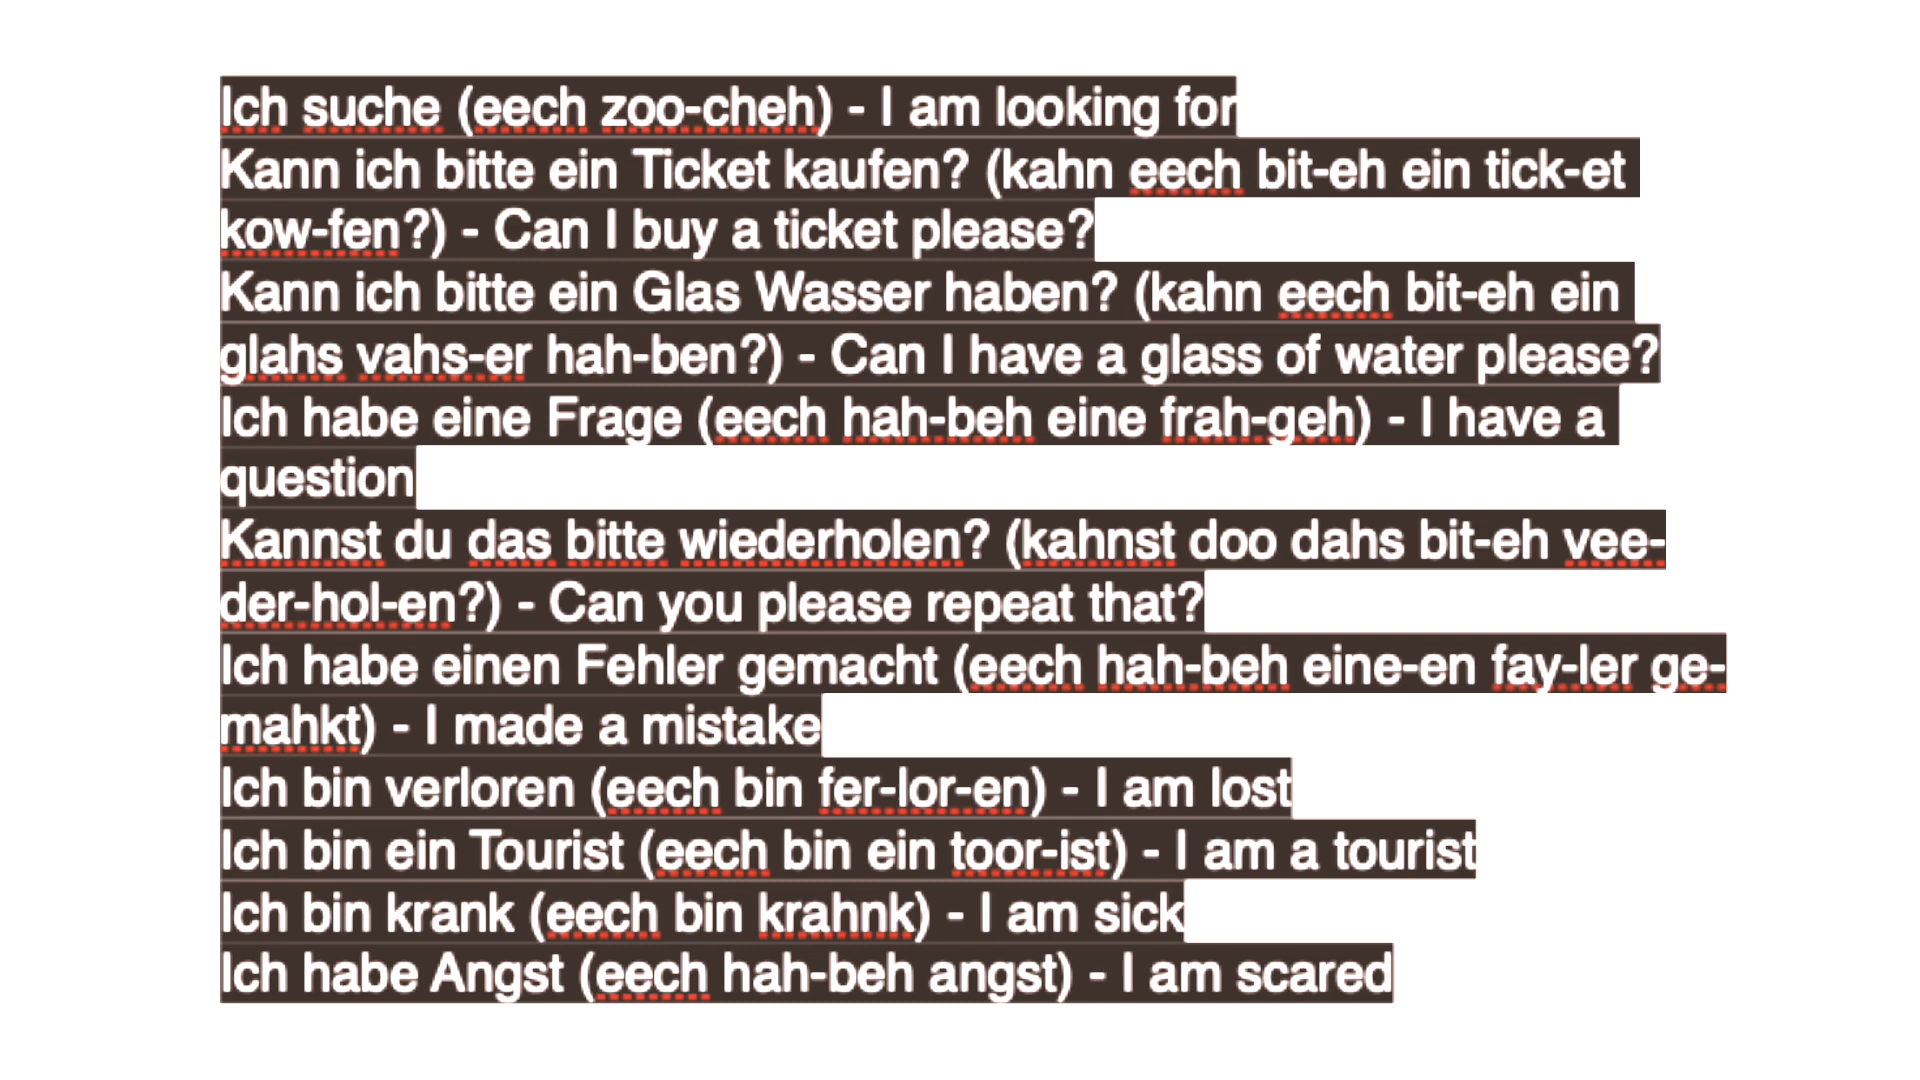 Ich suche (eech zoo-cheh) - I am looking for
Kann ich bitte ein Ticket kaufen? (kahn eech bit-eh ein tick-et
kow-fen?) - Can I buy a ticket please?
Kann ich bitte ein Glas Wasser haben? (kahn eech bit-eh ein
glahs vahs-er hah-ben?) - Can I have a glass of water please?
Ich habe eine Frage (eech hah-beh eine frah-geh) - I have a
question
Kannst du das bitte wiederholen? (kahnst doo dahs bit-eh vee-
der-hol-en?) - Can you please repeat that?
Ich habe einen Fehler gemacht (eech hah-beh eine-en fay-ler ge-
mahkt) - I made a mistake
Ich bin verloren (eech bin fer-lor-en) - I am lost
Ich bin ein Tourist (eech bin ein toor-ist) - I am a tourist
Ich bin krank (eech bin krahnk) - I am sick
Ich habe Angst (eech hah-beh angst) - I am scared